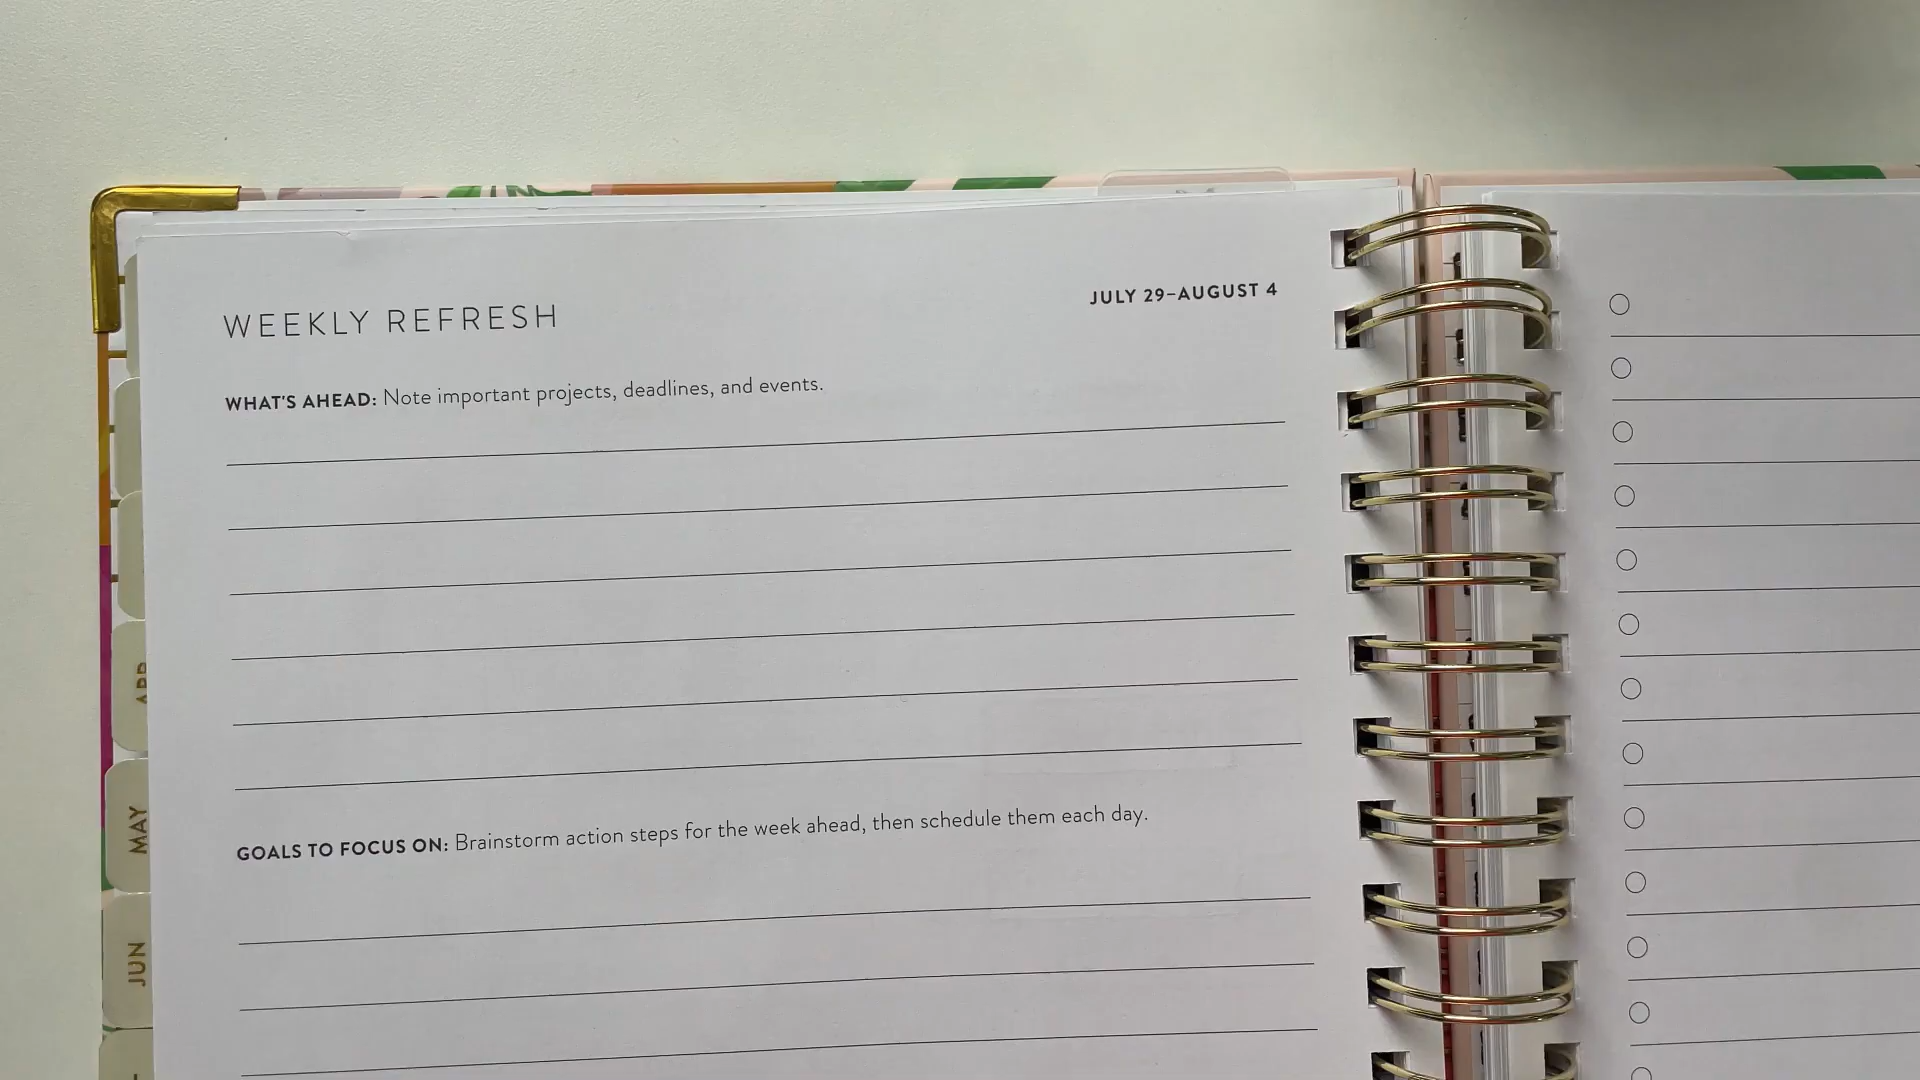 WEEKLY REFRESH
JULY 29–AUGUST 4
WHAT'S AHEAD: Note important projects, deadlines, and events.
GOALS TO FOCUS ON: Brainstorm action steps for the week ahead, then schedule them each day.
APR
MAY
JUN